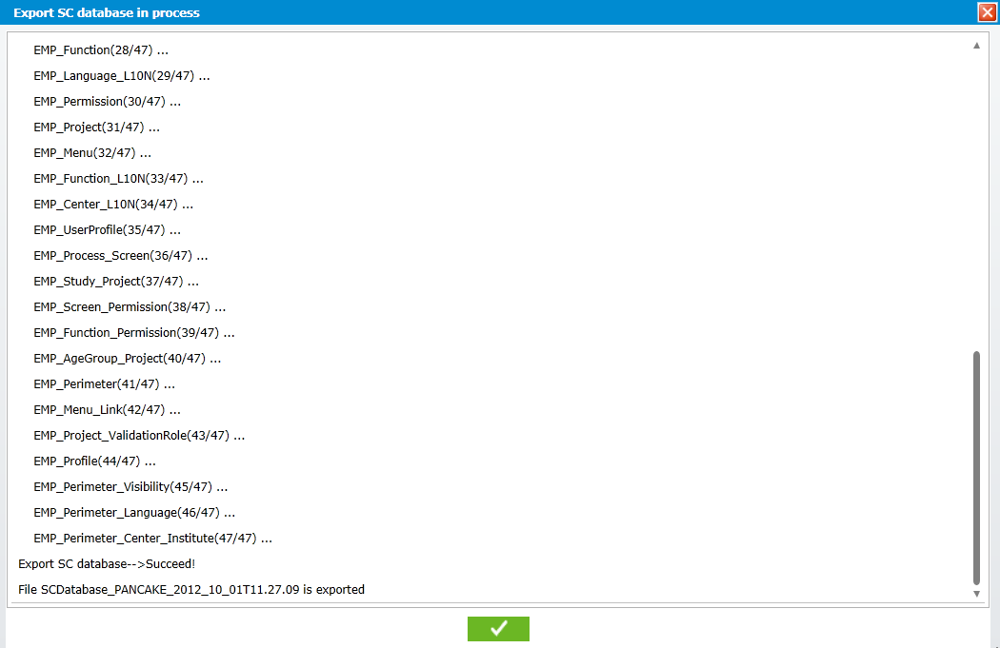 Export SC database in process
EMP_Function(28/47) ...
EMP_Language_L10N(29/47) ...
EMP_Permission(30/47) ...
EMP_Project(31/47) ...
EMP_Menu(32/47) ...
EMP_Function_L10N(33/47) ...
EMP_Center_L10N(34/47) ...
EMP_UserProfile(35/47) ...
EMP_Process_Screen(36/47) ...
EMP_Study_Project(37/47) ...
EMP_Screen_Permission(38/47) ...
EMP_Function_Permission(39/47) ...
EMP_AgeGroup_Project(40/47) ...
EMP_Perimeter(41/47) ...
EMP_Menu_Link(42/47) ...
EMP_Project_ValidationRole(43/47) ...
EMP_Profile(44/47) ...
EMP_Perimeter_Visibility(45/47) ...
EMP_Perimeter_Language(46/47) ...
EMP_Perimeter_Center_Institute(47/47) ...
Export SC database-->Succeed!
File SCDatabase_PANCAKE_2012_10_01T11.27.09 is exported